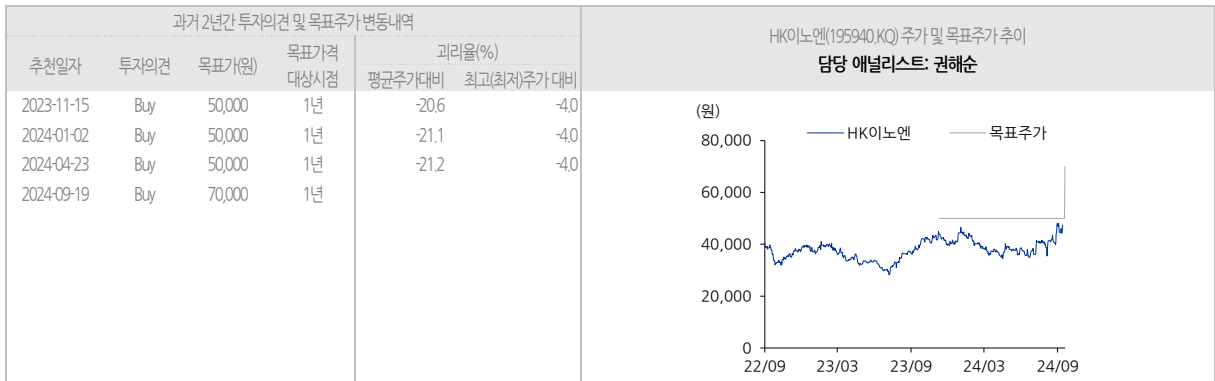 과거 2년간 투자의견 및 목표주가 변동내역
추천일자 투자의견 목표가(원) 목표가격 대상시점 괴리율(%)
평균주가대비 최고(최저)주가 대비
2023-11-15 Buy 50,000 1년 -20.6 -4.0
2024-01-02 Buy 50,000 1년 -21.1 -4.0
2024-04-23 Buy 50,000 1년 -21.2 -4.0
2024-09-19 Buy 70,000 1년
HK이노엔(195940.KQ) 주가 및 목표주가 추이
담당 애널리스트: 권해순
(원)
HK이노엔 목표주가
80,000
60,000
40,000
20,000
0
22/09 23/03 23/09 24/03 24/09